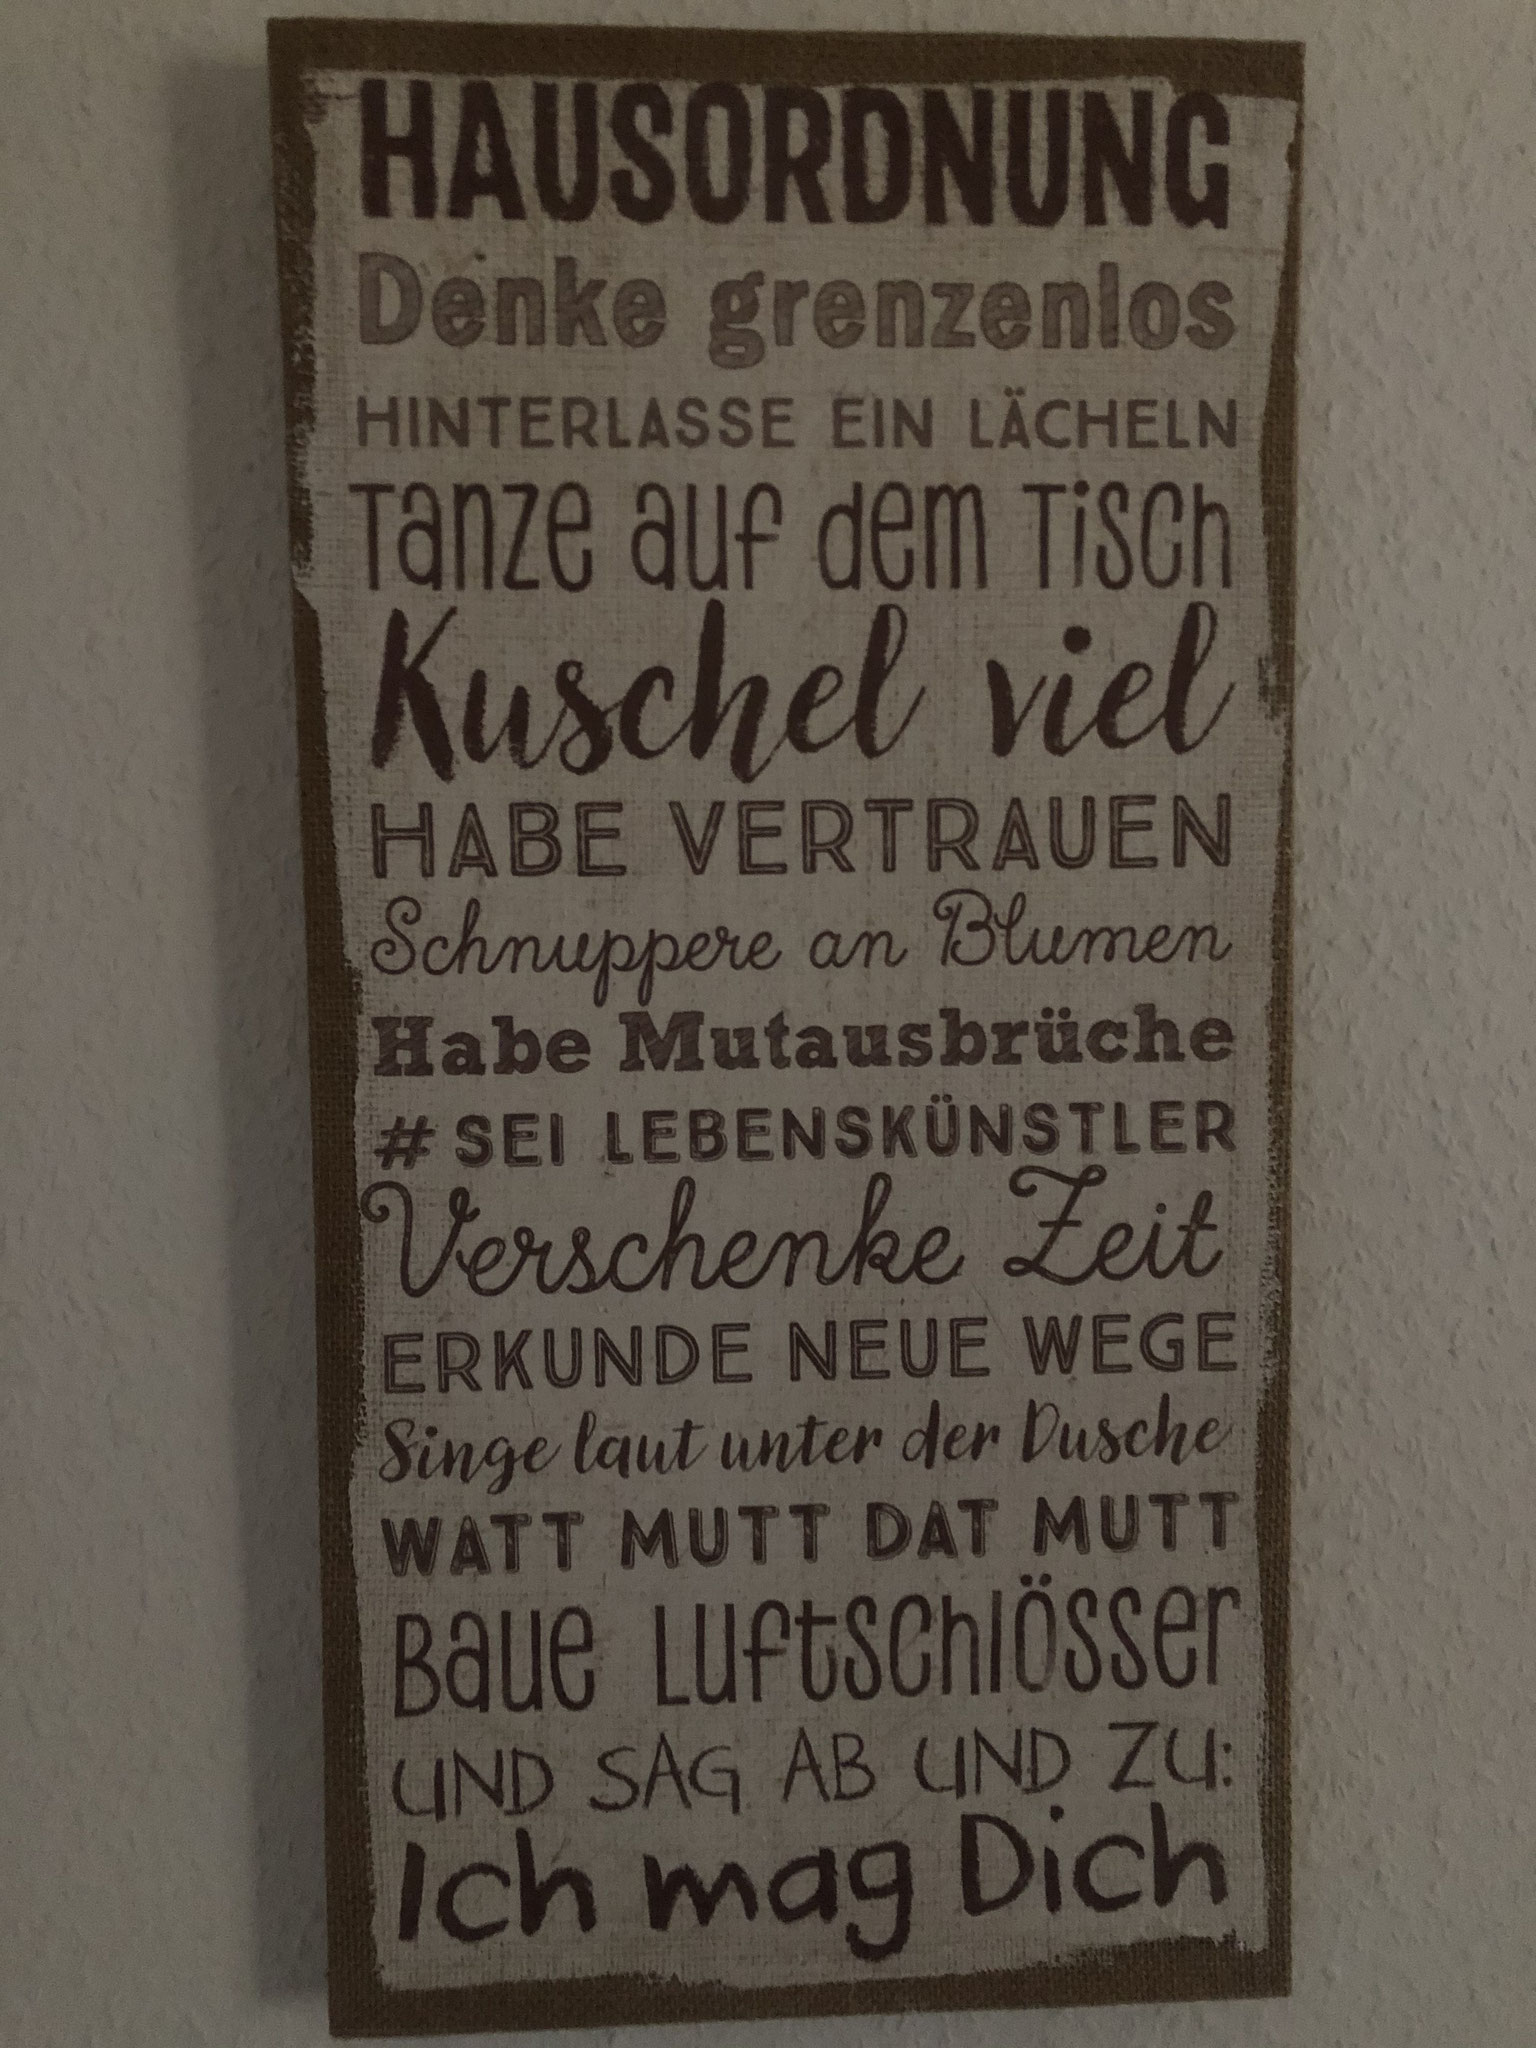 HAUSORDNUNG
Denke grenzenlos
HINTERLASSE EIN LÄCHELN
Tanze auf dem Tisch
Kuschel viel
HABE VERTRAUEN
Schnuppere an Blumen
Habe Mutausbrüche
# SEI LEBENSKÜNSTLER
Verschenke Zeit
ERKUNDE NEUE WEGE
Singe laut unter der Dusche
WATT MUTT DAT MUTT
Baue Luftschlösser
UND SAG AB UND ZU:
Ich mag Dich